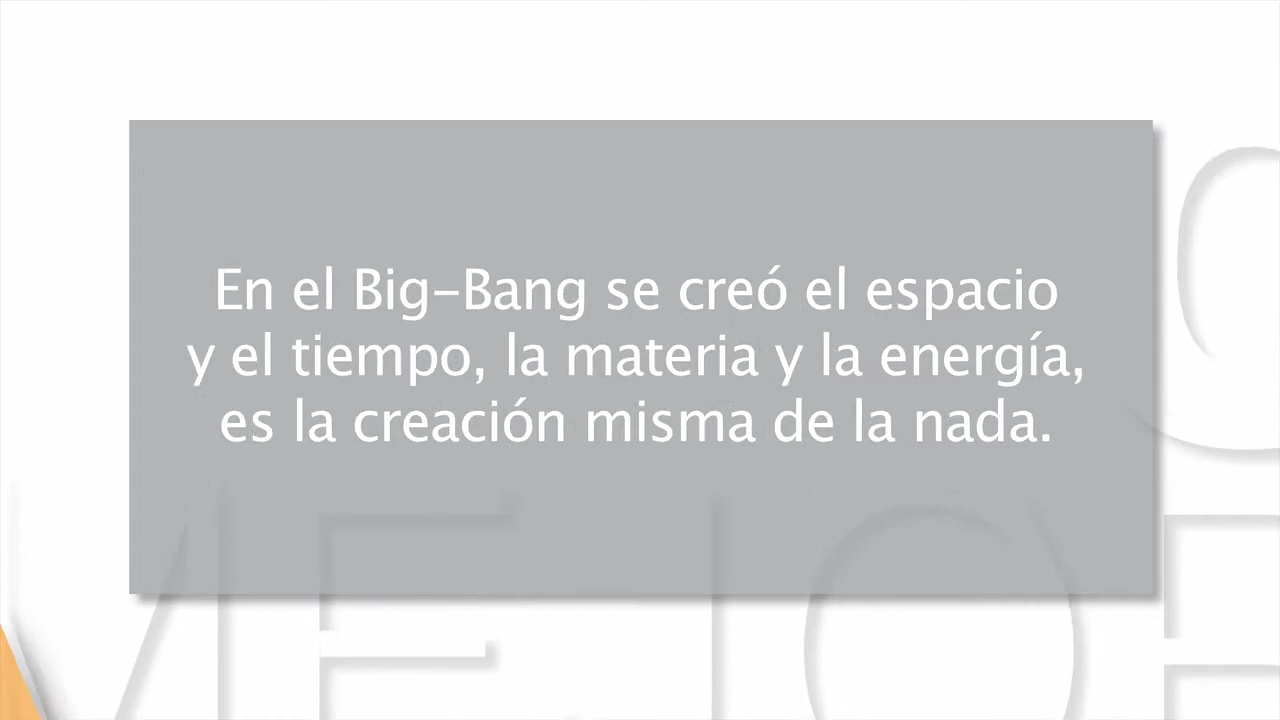 En el Big-Bang se creó el espacio
y el tiempo, la materia y la energía,
es la creación misma de la nada.